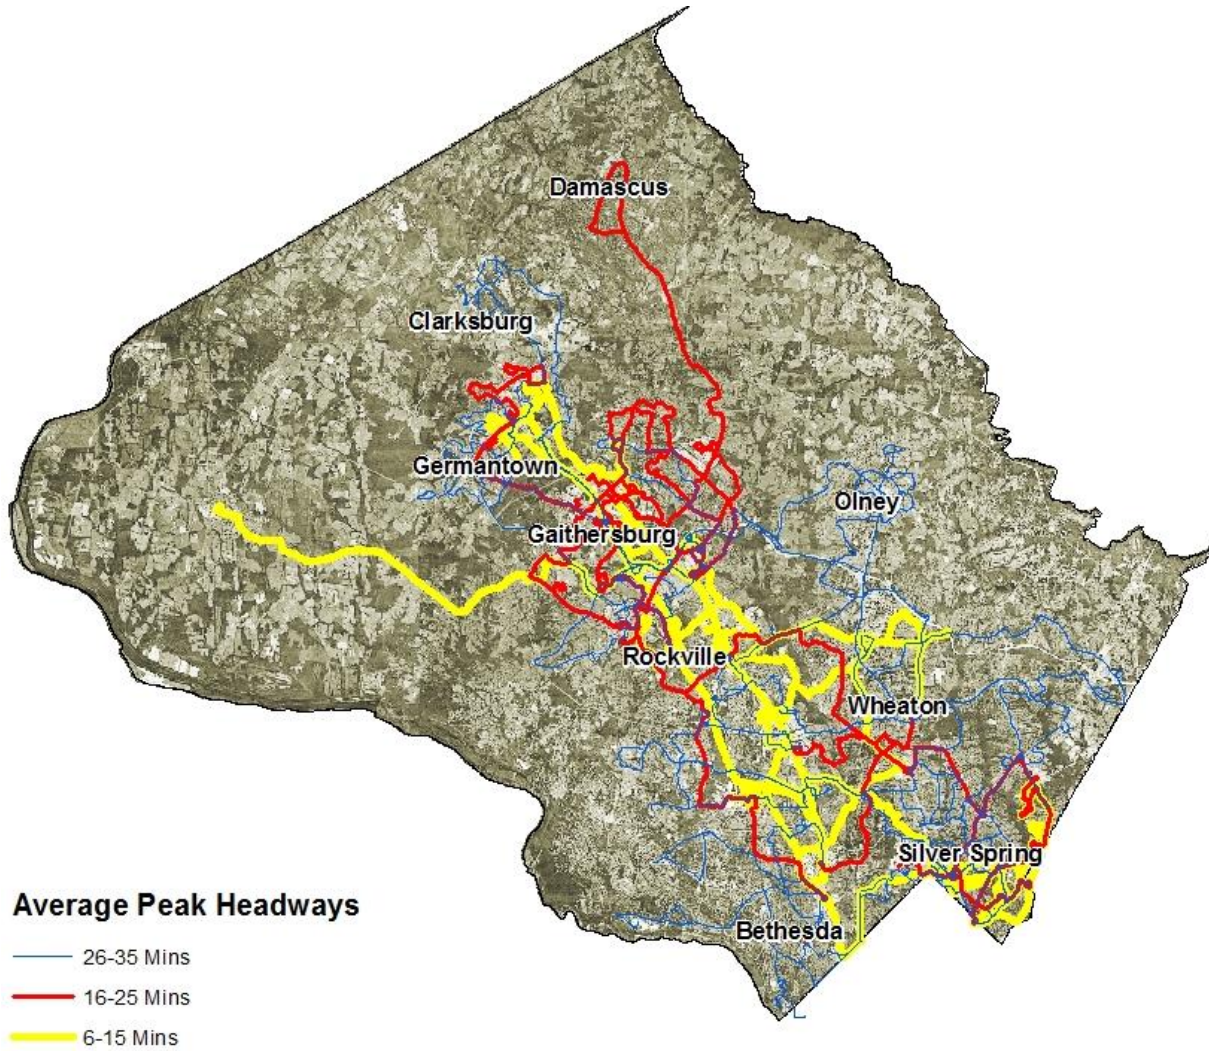 Damascus
Clarksburg
Germantown
Olney
Gaithersburg
Rockville
Wheaton
Silver Spring
Bethesda
Average Peak Headways
26-35 Mins
16-25 Mins
6-15 Mins